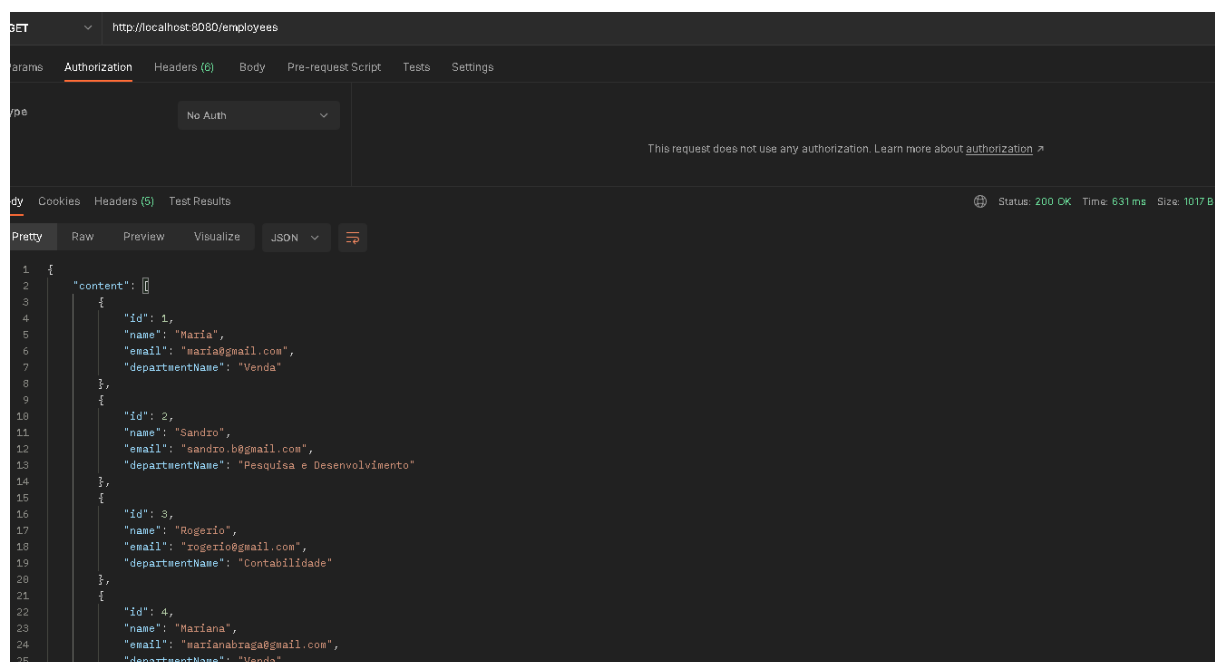 GET http://localhost:8080/employees
arams Authorization Headers (6) Body Pre-request Script Tests Settings
ype No Auth
This request does not use any authorization. Learn more about authorization ↗
dy Cookies Headers (5) Test Results Status: 200 OK Time: 631 ms Size: 1017 B
Pretty Raw Preview Visualize JSON
1 {
2 "content": [
3 {
4 "id": 1,
5 "name": "Maria",
6 "email": "maria@gmail.com",
7 "departmentName": "Venda"
8 },
9 {
10 "id": 2,
11 "name": "Sandro",
12 "email": "sandro.b@gmail.com",
13 "departmentName": "Pesquisa e Desenvolvimento"
14 },
15 {
16 "id": 3,
17 "name": "Rogerio",
18 "email": "rogerio@gmail.com",
19 "departmentName": "Contabilidade"
20 },
21 {
22 "id": 4,
23 "name": "Mariana",
24 "email": "marianabraga@gmail.com",
25 "departmentName": "Venda"